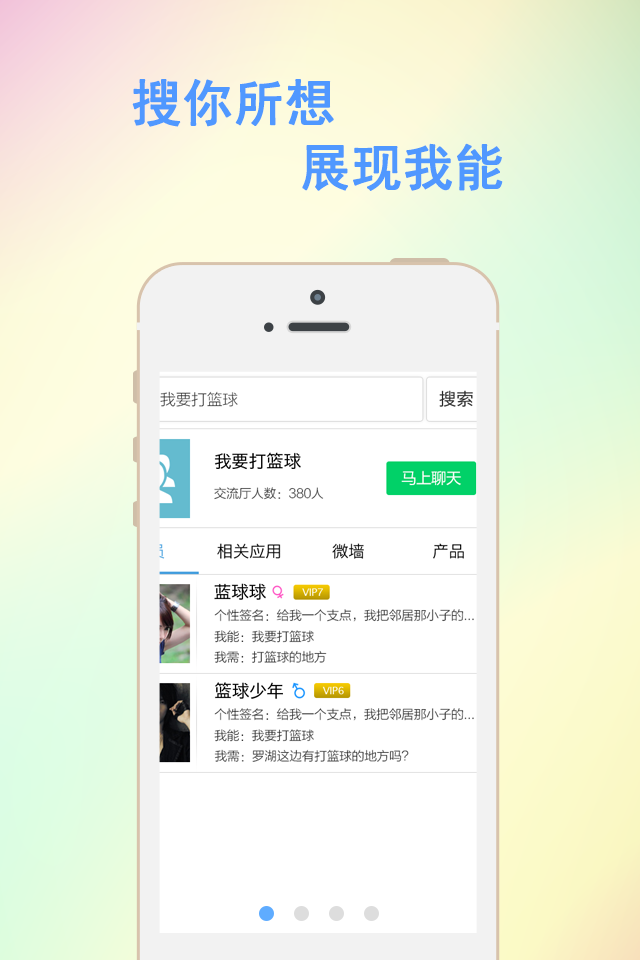 搜你所想
展现我能
我要打篮球
搜索
我要打篮球
交流厅人数：380人
马上聊天
相关应用
微墙
产品
蓝球球 VIP7
个性签名：给我一个支点，我把邻居那小子的...
我能：我要打篮球
我需：打篮球的地方
篮球少年 VIP6
个性签名：给我一个支点，我把邻居那小子的...
我能：我要打篮球
我需：罗湖这边有打篮球的地方吗？